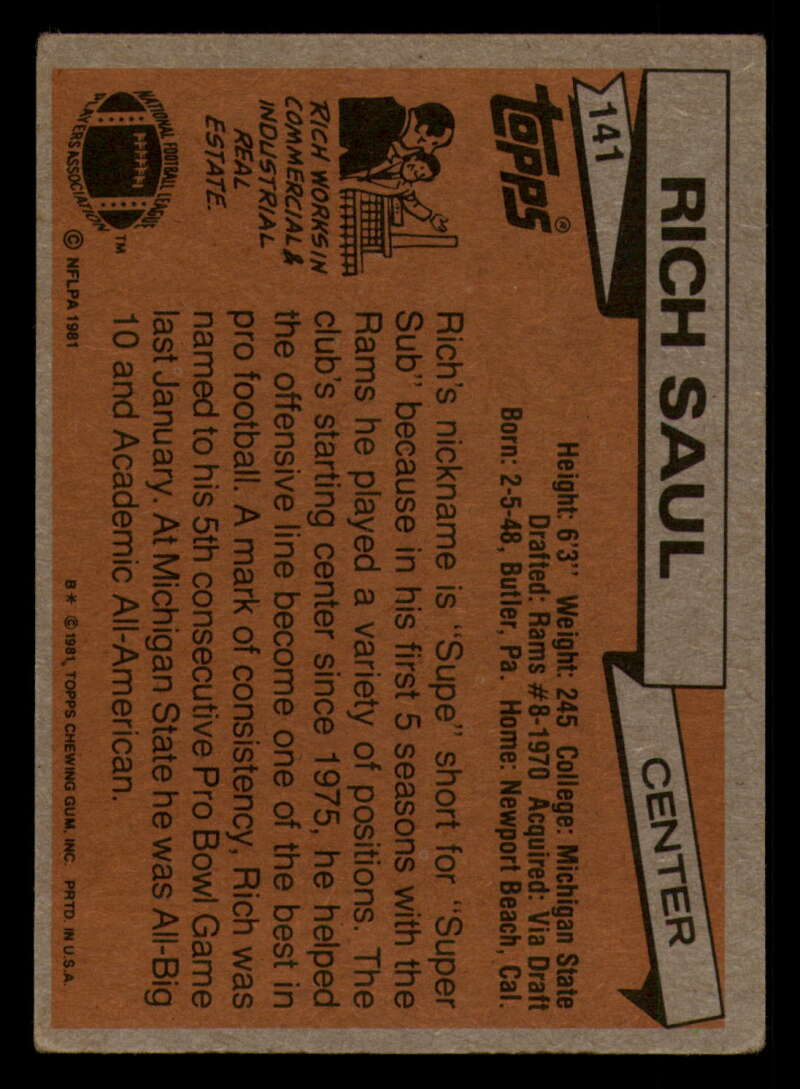 141
RICH SAUL
CENTER
TOPPS®
Height: 6'3" Weight: 245 College: Michigan State
Drafted: Rams #8-1970 Acquired: Via Draft
Born: 2-5-48, Butler, Pa. Home: Newport Beach, Cal.
RICH WORKS IN
COMMERCIAL &
INDUSTRIAL
REAL
ESTATE.
Rich's nickname is "Supe" short for "Super
Sub" because in his first 5 seasons with the
Rams he played a variety of positions. The
club's starting center since 1975, he helped
the offensive line become one of the best in
pro football. A mark of consistency, Rich was
named to his 5th consecutive Pro Bowl Game
last January. At Michigan State he was All-Big
10 and Academic All-American.
NATIONAL FOOTBALL LEAGUE
PLAYERS ASSOCIATION
TM
© NFLPA 1981
B* ©1981, TOPPS CHEWING GUM, INC. PRTD. IN U.S.A.